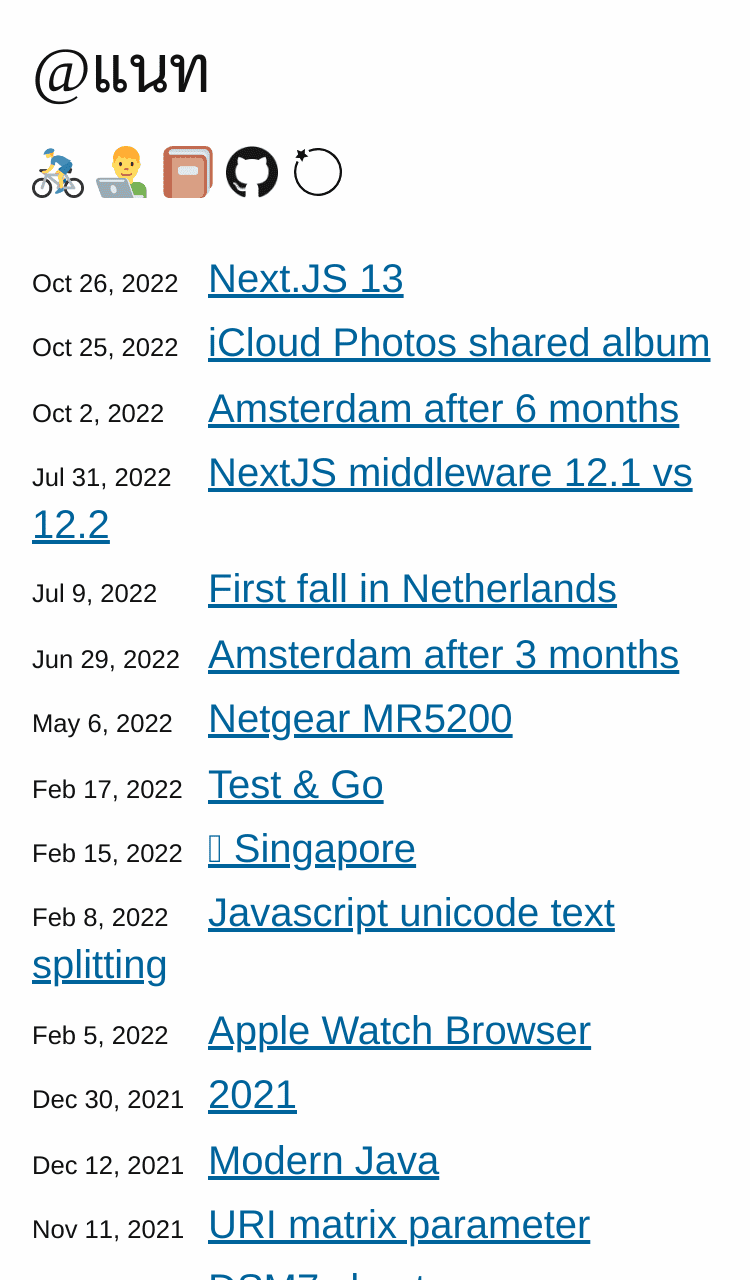 @แนท
Oct 26, 2022 Next.JS 13
Oct 25, 2022 iCloud Photos shared album
Oct 2, 2022 Amsterdam after 6 months
Jul 31, 2022 NextJS middleware 12.1 vs
12.2
Jul 9, 2022 First fall in Netherlands
Jun 29, 2022 Amsterdam after 3 months
May 6, 2022 Netgear MR5200
Feb 17, 2022 Test & Go
Feb 15, 2022 Singapore
Feb 8, 2022 Javascript unicode text
splitting
Feb 5, 2022 Apple Watch Browser
Dec 30, 2021 2021
Dec 12, 2021 Modern Java
Nov 11, 2021 URI matrix parameter